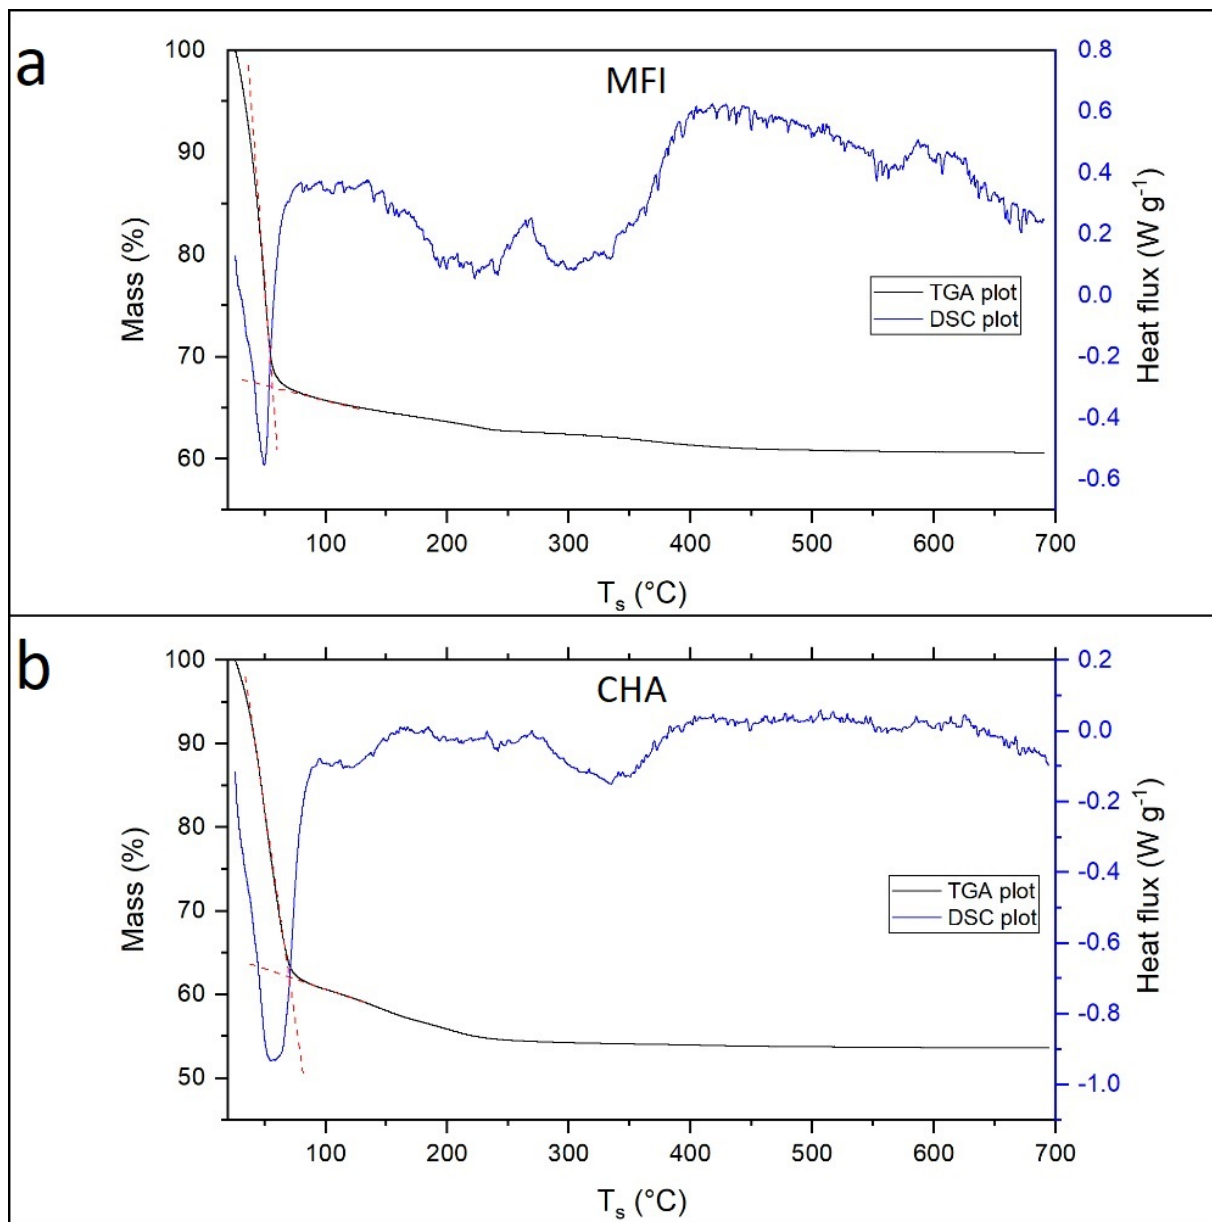 a
MFI
100
90
80
70
60
Mass (%)
0.8
0.6
0.4
0.2
0.0
-0.2
-0.4
-0.6
Heat flux (W g-1)
TGA plot
DSC plot
100 200 300 400 500 600 700
Ts (°C)
b
CHA
100
90
80
70
60
50
Mass (%)
0.2
0.0
-0.2
-0.4
-0.6
-0.8
-1.0
Heat flux (W g-1)
TGA plot
DSC plot
100 200 300 400 500 600 700
Ts (°C)